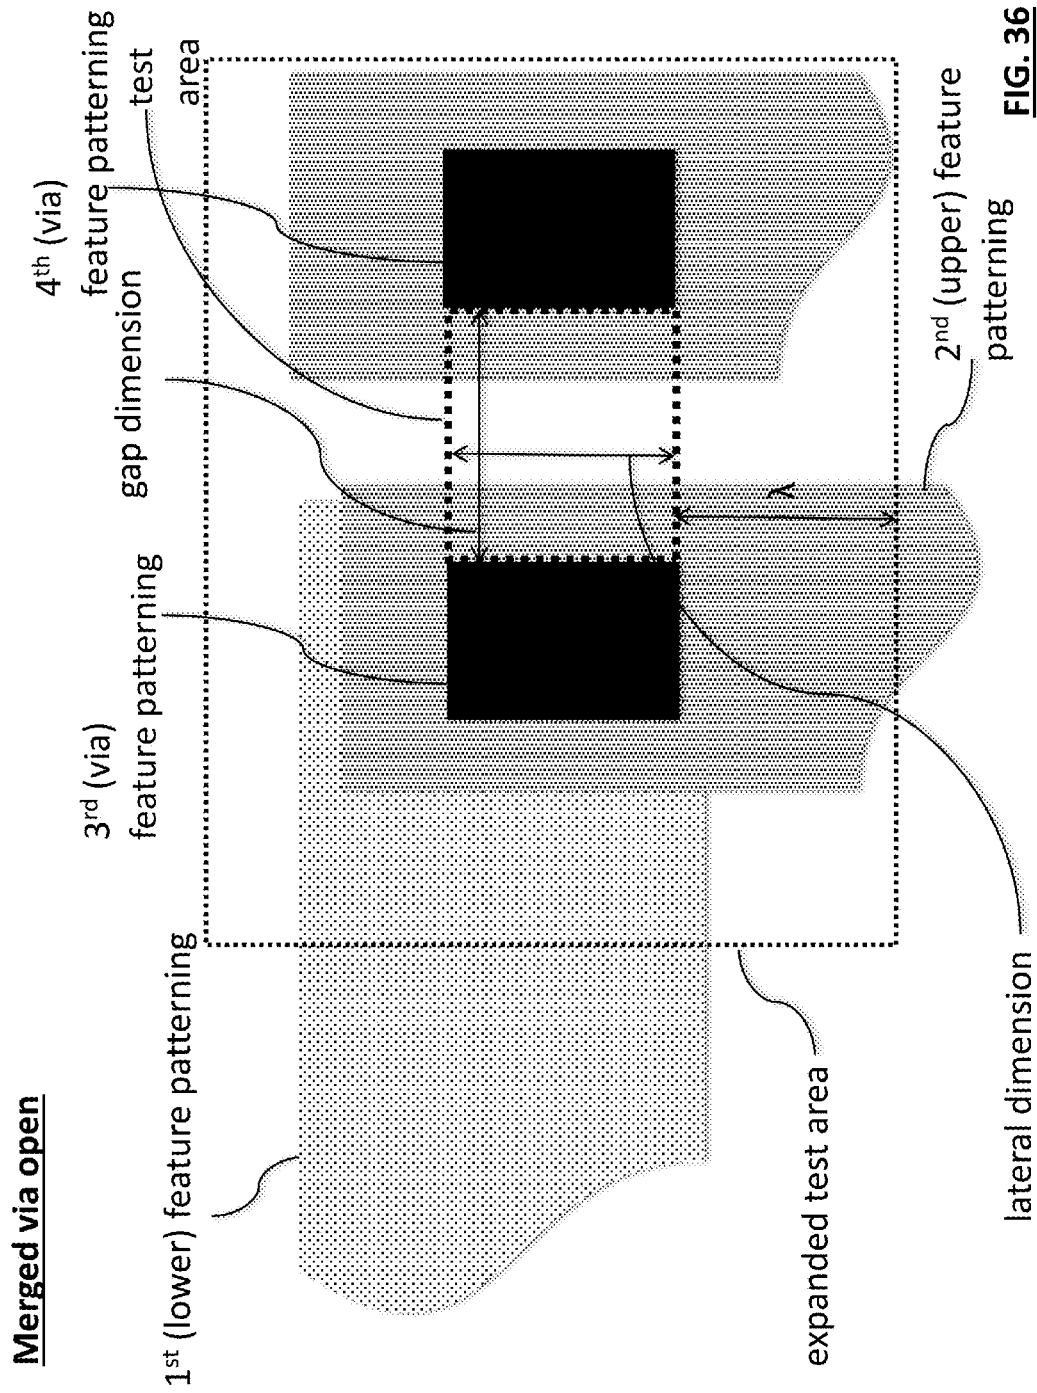 Merged via open
1st (lower) feature patterning
3rd (via)
feature patterning
gap dimension
4th (via)
feature patterning
test
area
λ
expanded test area
lateral dimension
2nd (upper) feature
patterning
FIG. 36